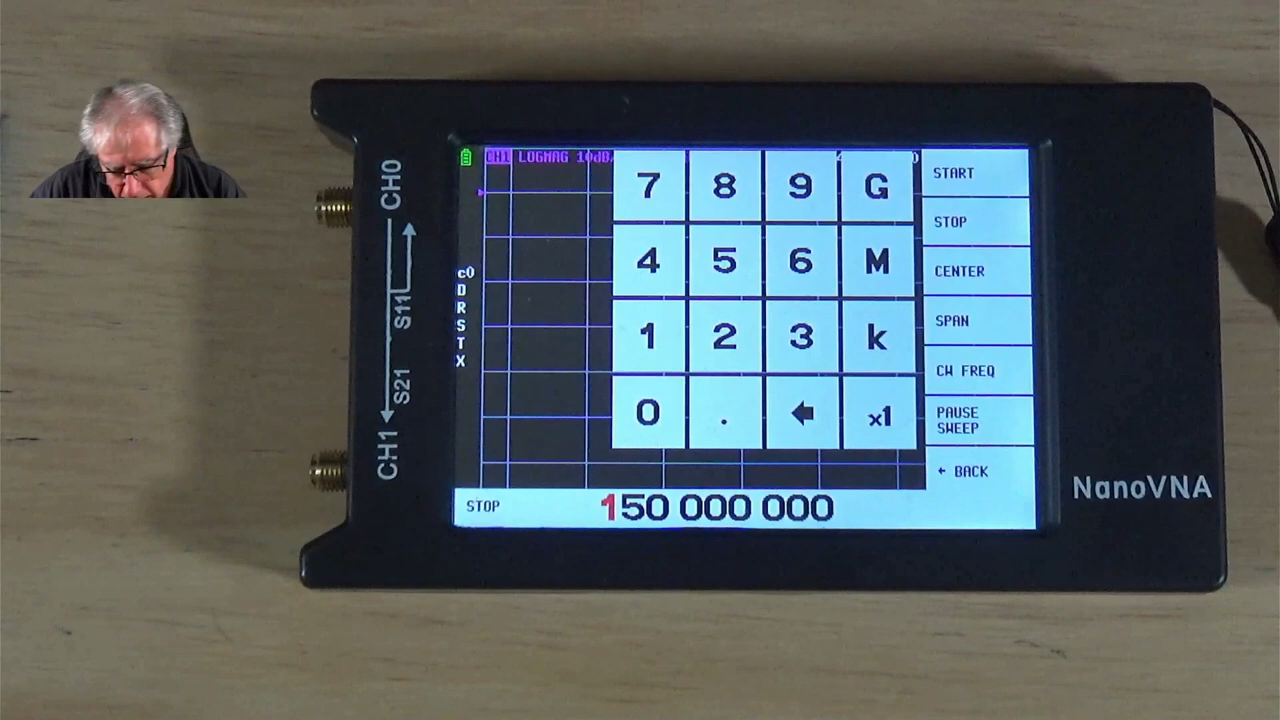 CH0
S11
S21
CH1
CH1 LOGMAG 10dB/
c0
D
R
S
T
X
7 8 9 G
4 5 6 M
1 2 3 k
0 . ← x1
START
STOP
CENTER
SPAN
CW FREQ
PAUSE
SWEEP
← BACK
STOP 150 000 000
NanoVNA